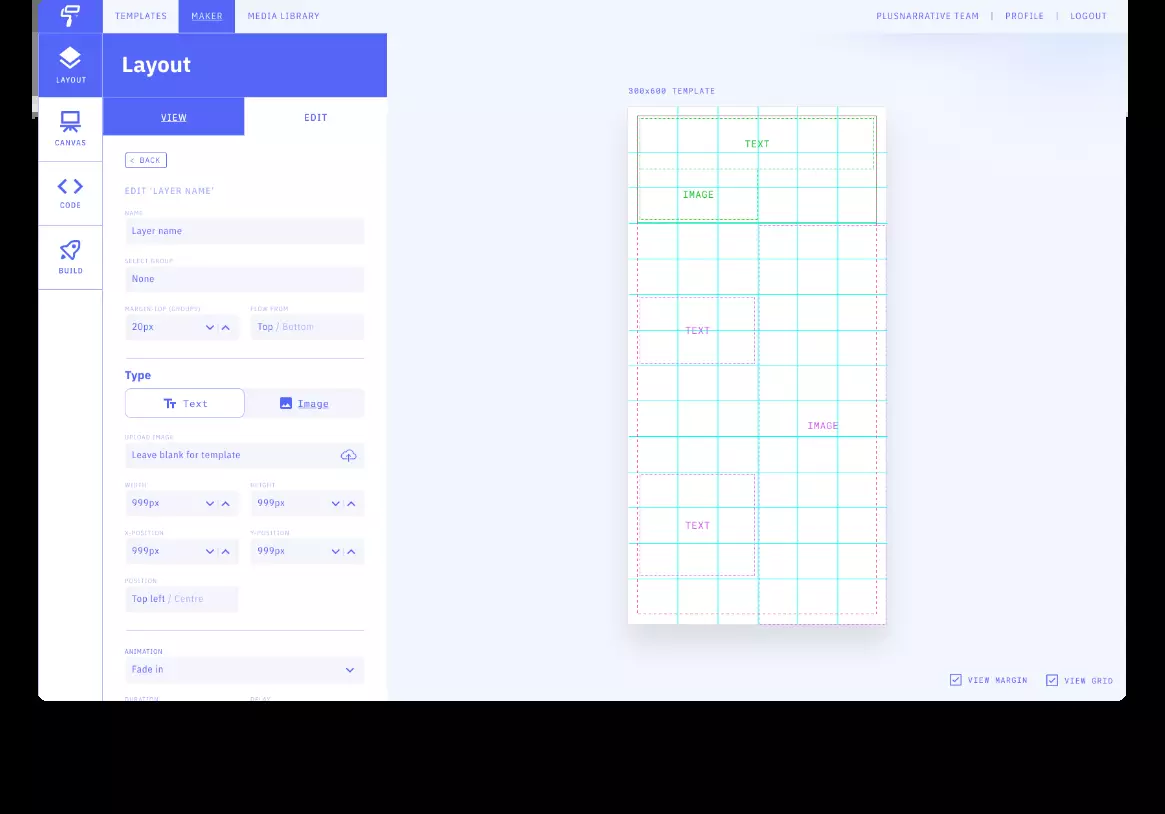 TEMPLATES MAKER MEDIA LIBRARY PLUSNARRATIVE TEAM | PROFILE | LOGOUT
LAYOUT
CANVAS
CODE
BUILD
Layout
VIEW EDIT
< BACK
EDIT 'LAYER NAME'
NAME
Layer name
SELECT GROUP
None
MARGIN-TOP (GROUPS) FLOW FROM
20px Top / Bottom
Type
Text Image
UPLOAD IMAGE
Leave blank for template
WIDTH HEIGHT
999px 999px
X-POSITION Y-POSITION
999px 999px
POSITION
Top left / Centre
ANIMATION
Fade in
DURATION DELAY
300x600 TEMPLATE
TEXT
IMAGE
TEXT
IMAGE
TEXT
VIEW MARGIN VIEW GRID